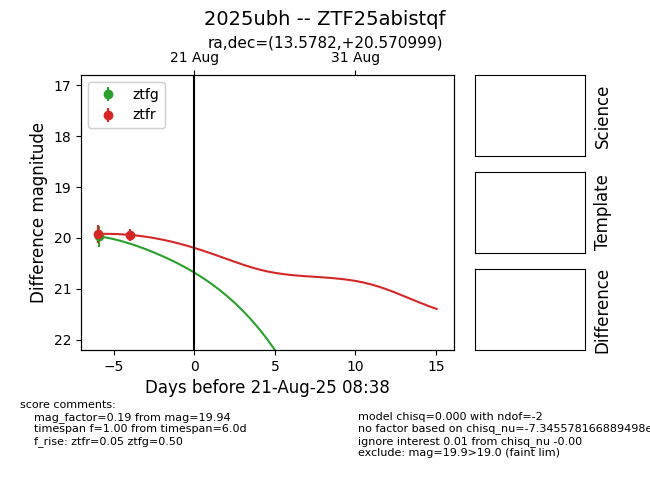 2025ubh -- ZTF25abistqf
ra,dec=(13.5782,+20.570999)
21 Aug
31 Aug
ztfg
ztfr
17
18
19
20
21
22
Difference magnitude
−5
0
5
10
15
Days before 21-Aug-25 08:38
Science
Template
Difference
score comments:
mag_factor=0.19 from mag=19.94
timespan f=1.00 from timespan=6.0d
f_rise: ztfr=0.05 ztfg=0.50
model chisq=0.000 with ndof=-2
no factor based on chisq_nu=-7.345578166889498e
ignore interest 0.01 from chisq_nu -0.00
exclude: mag=19.9>19.0 (faint lim)